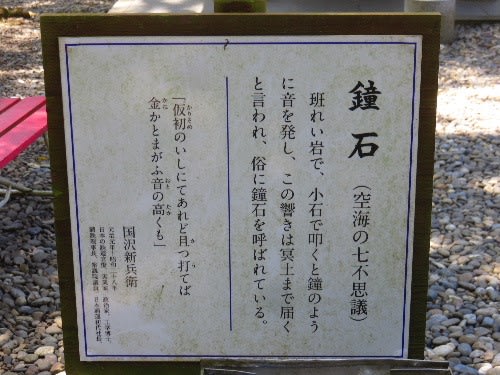 鐘石（空海の七不思議）
班れい岩で、小石で叩くと鐘のよう
に音を発し、この響きは冥土まで届く
と言われ、俗に鐘石を呼ばれている。
「仮初のいしにてあれど且つ打てば
金かとまがふ音の高くも」
国沢新兵衛